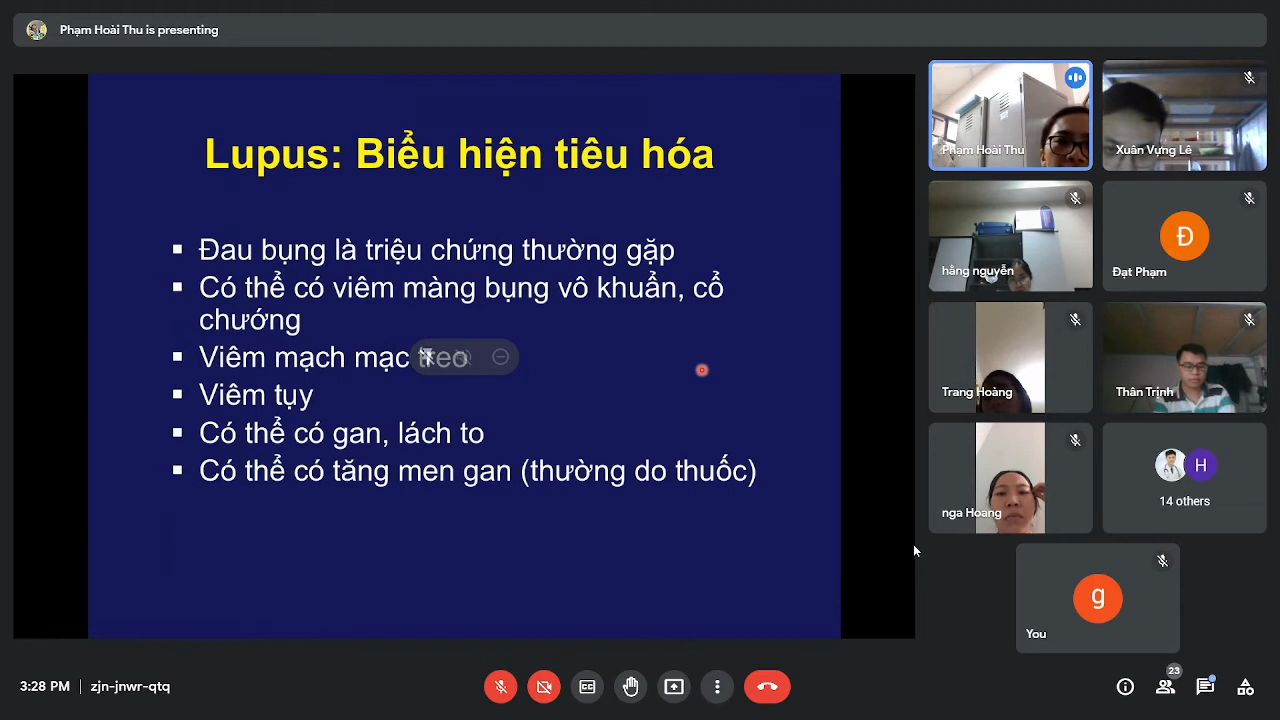 Phạm Hoài Thu is presenting
Lupus: Biểu hiện tiêu hóa
▪ Đau bụng là triệu chứng thường gặp
▪ Có thể có viêm màng bụng vô khuẩn, cổ
chướng
▪ Viêm mạch mạc treo
▪ Viêm tụy
▪ Có thể có gan, lách to
▪ Có thể có tăng men gan (thường do thuốc)
Phạm Hoài Thu
Xuân Vựng Lê
hằng nguyễn
Đ
Đạt Phạm
Trang Hoàng
Thân Trịnh
nga Hoang
H
14 others
g
You
3:28 PM | zjn-jnwr-qtq
CC
23